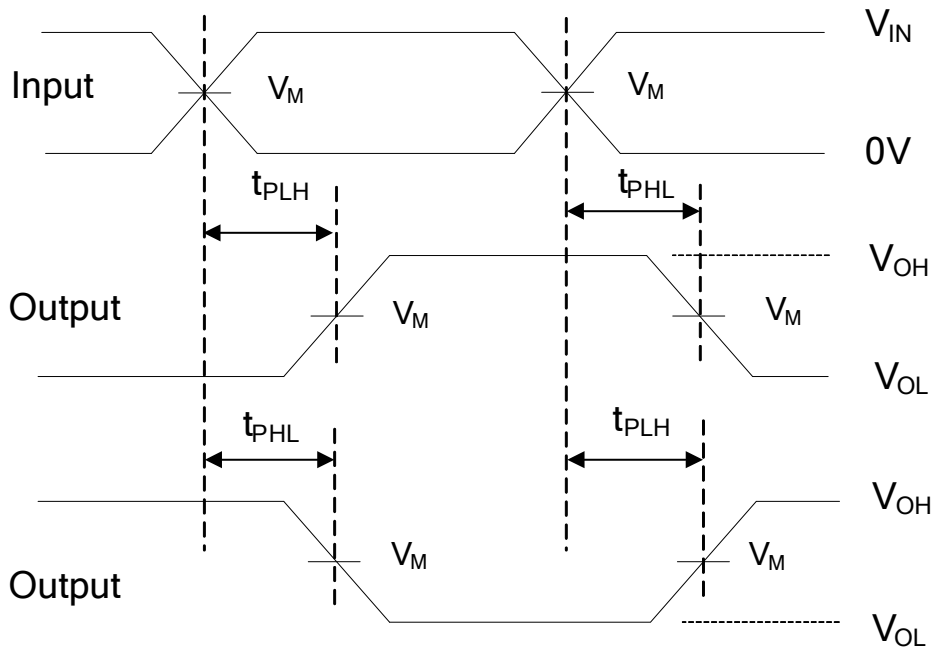 V_IN
Input V_M V_M
0V
t_PLH t_PHL
V_OH
Output V_M V_M
V_OL
t_PHL t_PLH
V_OH
V_M V_M
Output
V_OL